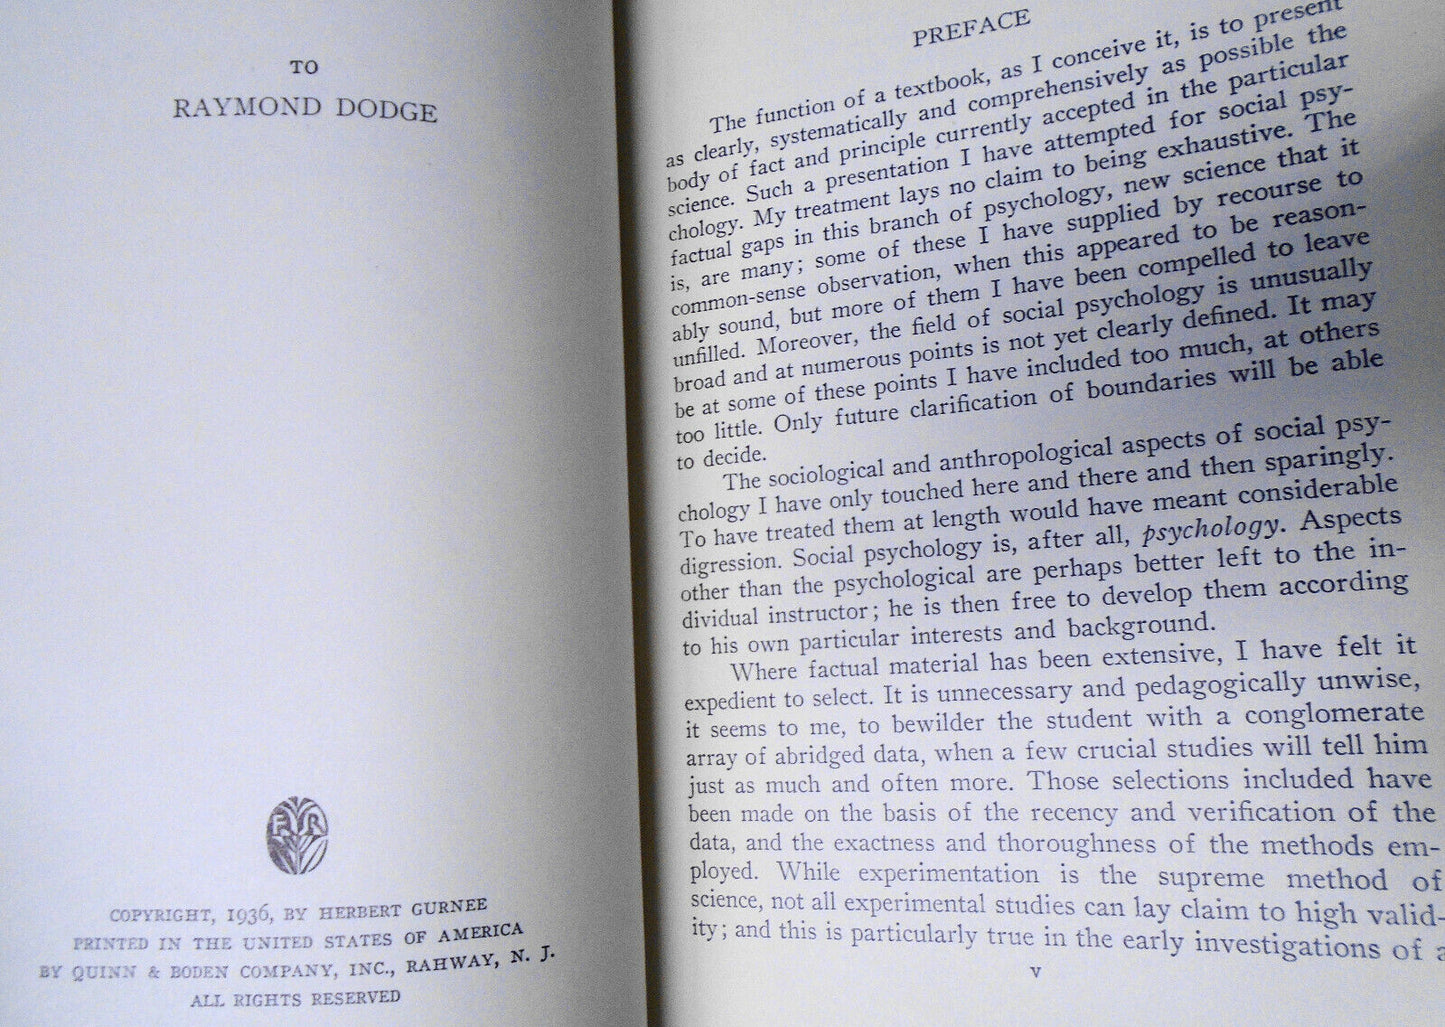 TO
RAYMOND DODGE
F R
COPYRIGHT, 1936, BY HERBERT GURNEE
PRINTED IN THE UNITED STATES OF AMERICA
BY QUINN & BODEN COMPANY, INC., RAHWAY, N. J.
ALL RIGHTS RESERVED
PREFACE
The function of a textbook, as I conceive it, is to present
as clearly, systematically and comprehensively as possible the
body of fact and principle currently accepted in the particular
science. Such a presentation I have attempted for social psy-
chology. My treatment lays no claim to being exhaustive. The
factual gaps in this branch of psychology, new science that it
is, are many; some of these I have supplied by recourse to
common-sense observation, when this appeared to be reason-
ably sound, but more of them I have been compelled to leave
unfilled. Moreover, the field of social psychology is unusually
broad and at numerous points is not yet clearly defined. It may
be at some of these points I have included too much, at others
too little. Only future clarification of boundaries will be able
to decide.
The sociological and anthropological aspects of social psy-
chology I have only touched here and there and then sparingly.
To have treated them at length would have meant considerable
digression. Social psychology is, after all, psychology. Aspects
other than the psychological are perhaps better left to the in-
dividual instructor; he is then free to develop them according
to his own particular interests and background.
Where factual material has been extensive, I have felt it
expedient to select. It is unnecessary and pedagogically unwise,
it seems to me, to bewilder the student with a conglomerate
array of abridged data, when a few crucial studies will tell him
just as much and often more. Those selections included have
been made on the basis of the recency and verification of the
data, and the exactness and thoroughness of the methods em-
ployed. While experimentation is the supreme method of
science, not all experimental studies can lay claim to high valid-
ity; and this is particularly true in the early investigations of a
v